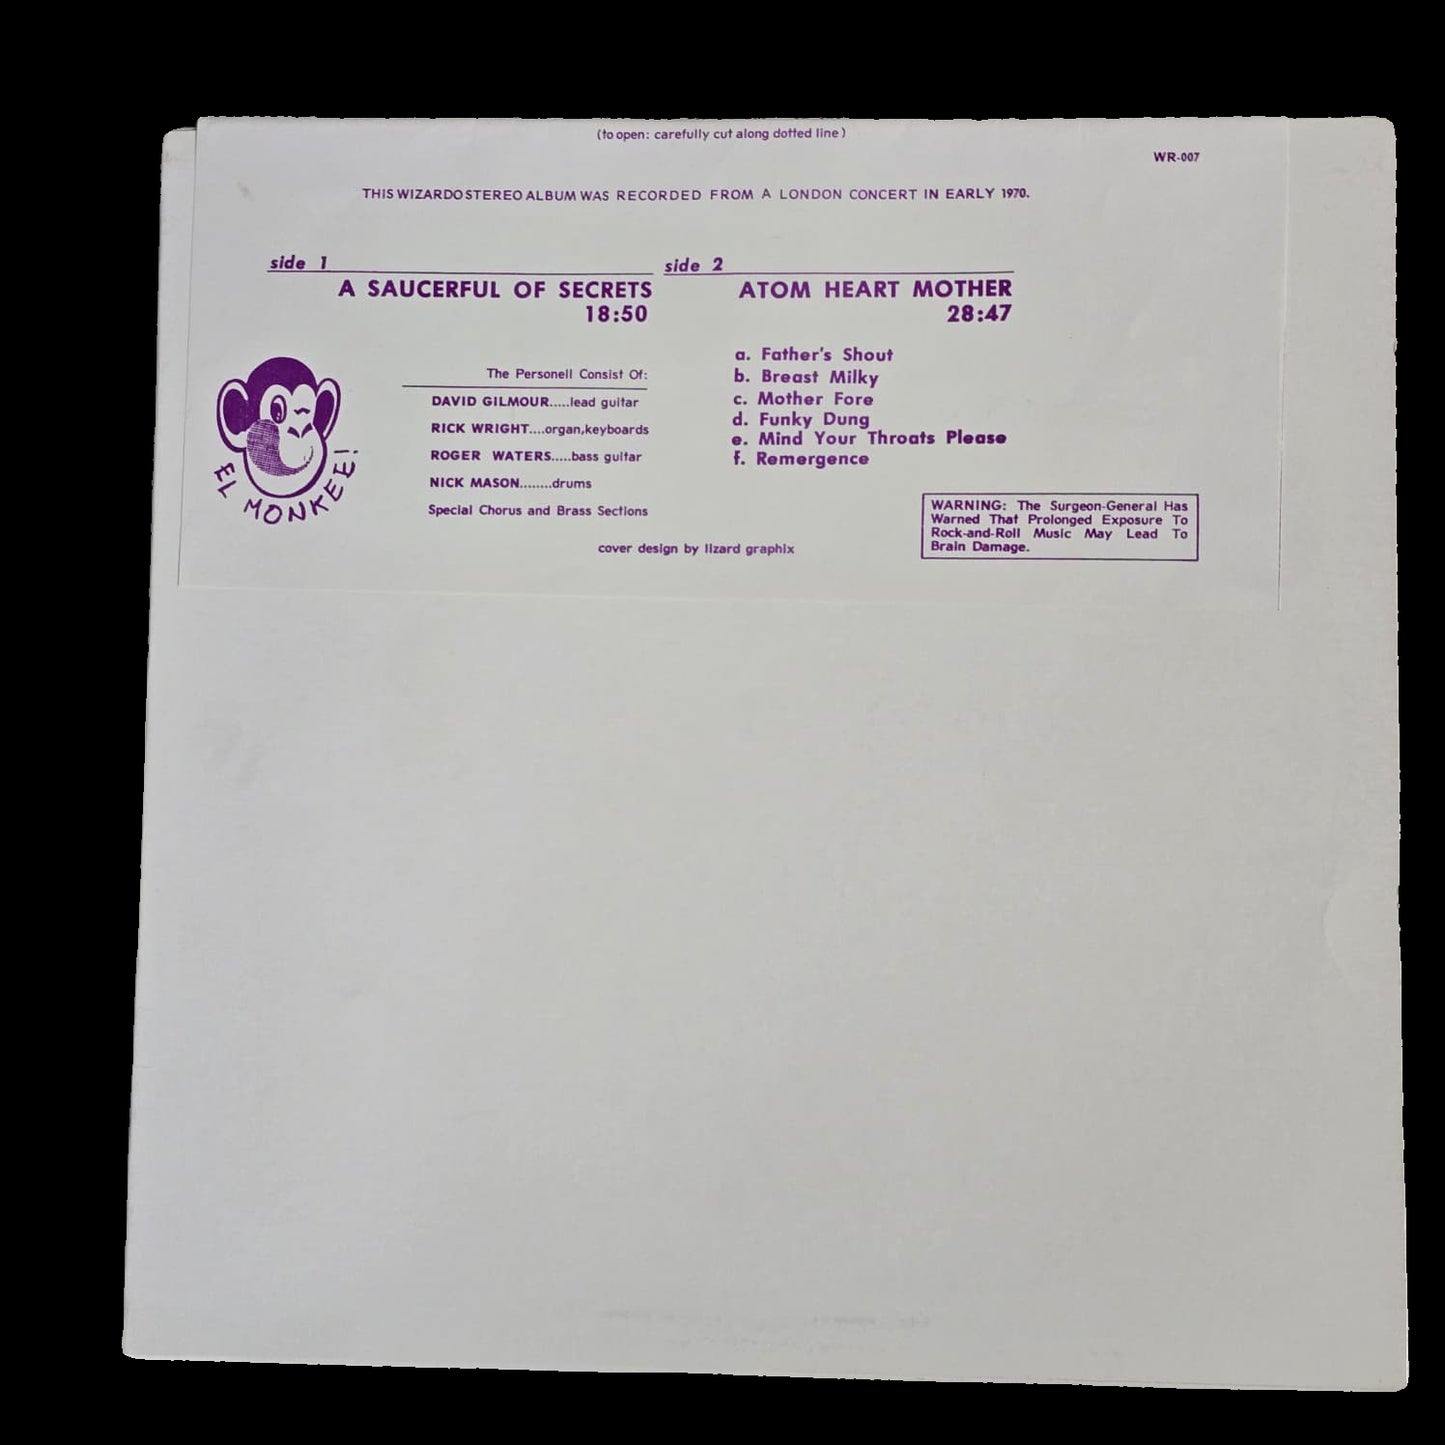 (to open: carefully cut along dotted line)
WR-007
THIS WIZARDO STEREO ALBUM WAS RECORDED FROM A LONDON CONCERT IN EARLY 1970.
side 1
A SAUCERFUL OF SECRETS
18:50
The Personell Consist Of:
DAVID GILMOUR.....lead guitar
RICK WRIGHT....organ,keyboards
ROGER WATERS.....bass guitar
NICK MASON........drums
Special Chorus and Brass Sections
side 2
ATOM HEART MOTHER
28:47
a. Father's Shout
b. Breast Milky
c. Mother Fore
d. Funky Dung
e. Mind Your Throats Please
f. Remergence
EL MONKEE!
WARNING: The Surgeon-General Has
Warned That Prolonged Exposure To
Rock-and-Roll Music May Lead To
Brain Damage.
cover design by lizard graphix